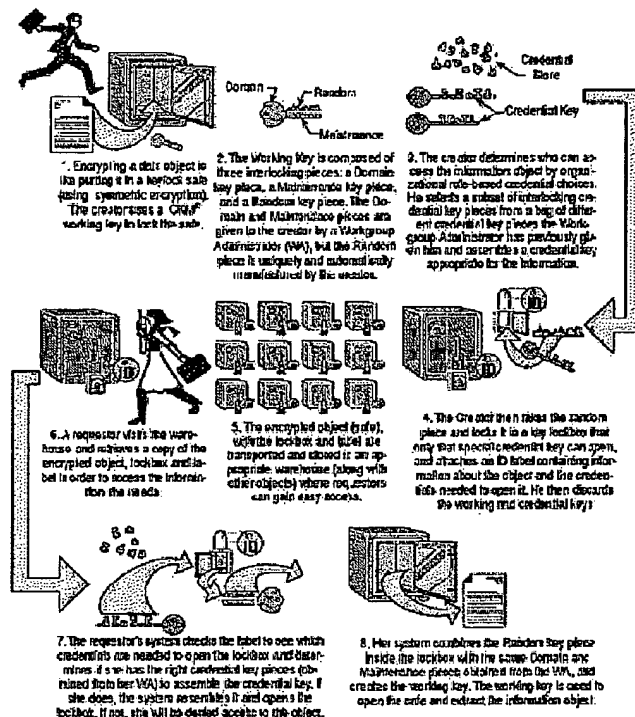 Domain
Random
Maintenance
Credential
Store
Credential Key
1. Encrypting a data object is
like putting it in a keylock safe
(using symmetric encryption).
The creator uses a CKM
working key to lock the safe.
2. The Working Key is composed of
three interlocking pieces: a Domain
key piece, a Maintenance key piece,
and a Random key piece. The Do-
main and Maintenance pieces are
given to the creator by a Workgroup
Administrator (WA), but the Random
piece is uniquely and automatically
manufactured by the creator.
3. The creator determines who can ac-
cess the information object by organi-
zational role-based credential choices.
He selects a subset of interlocking cre-
dential key pieces from a bag of differ-
ent credential key pieces the Work-
group Administrator has previously giv-
en him and assembles a credential key
appropriate for the information.
ID
ID
ID
4. The Creator then takes the random
piece and locks it in a key lockbox that
only that specific credential key can open,
and attaches an ID label containing infor-
mation about the object and the creden-
tials needed to open it. He then discards
the working and credential keys
5. The encrypted object (safe),
with the lockbox and label are
transported and stored in an ap-
propriate warehouse (along with
other objects) where requestors
can gain easy access.
6. A requestor visits the ware-
house and retrieves a copy of the
encrypted object, lockbox and la-
bel in order to access the informa-
tion she needs.
ID
7. The requestor's system checks the label to see which
credentials are needed to open the lockbox and deter-
mines if she has the right credential key pieces (ob-
tained from her WA) to assemble the credential key. If
she does, the system assembles it and opens the
lockbox. If not, she will be denied access to the object.
8. Her system combines the Random key piece
inside the lockbox with the same Domain and
Maintenance pieces obtained from the WA, and
creates the working key. The working key is used to
open the safe and extract the information object.